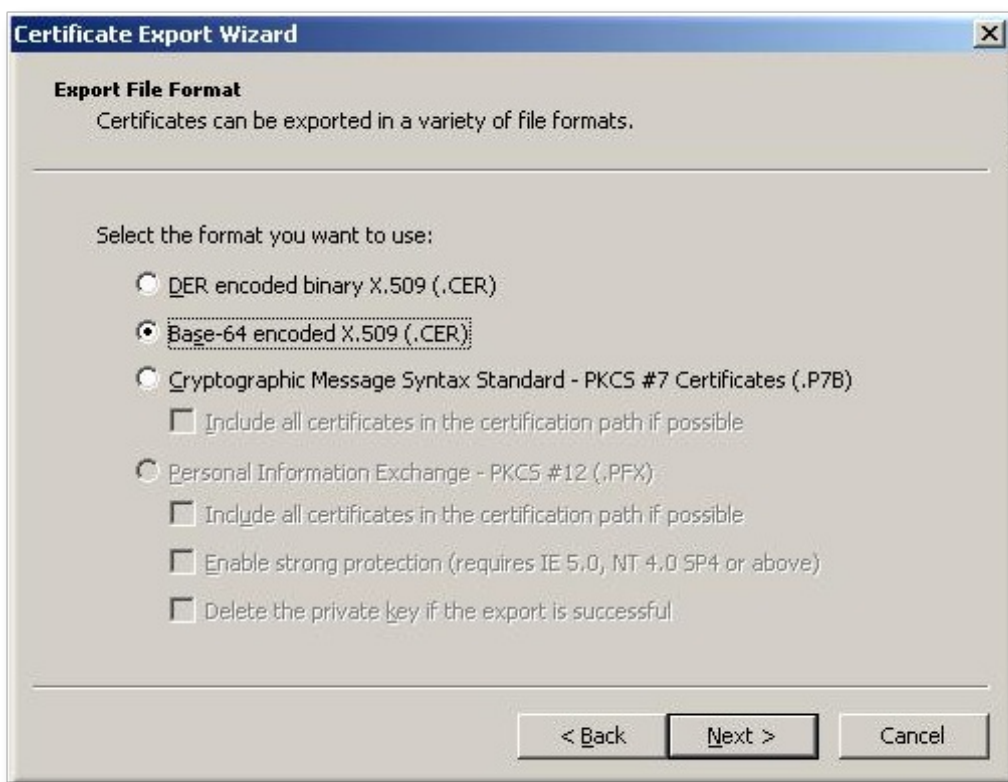 Certificate Export Wizard
Export File Format
Certificates can be exported in a variety of file formats.
Select the format you want to use:
DER encoded binary X.509 (.CER)
Base-64 encoded X.509 (.CER)
Cryptographic Message Syntax Standard - PKCS #7 Certificates (.P7B)
Include all certificates in the certification path if possible
Personal Information Exchange - PKCS #12 (.PFX)
Include all certificates in the certification path if possible
Enable strong protection (requires IE 5.0, NT 4.0 SP4 or above)
Delete the private key if the export is successful
< Back Next > Cancel